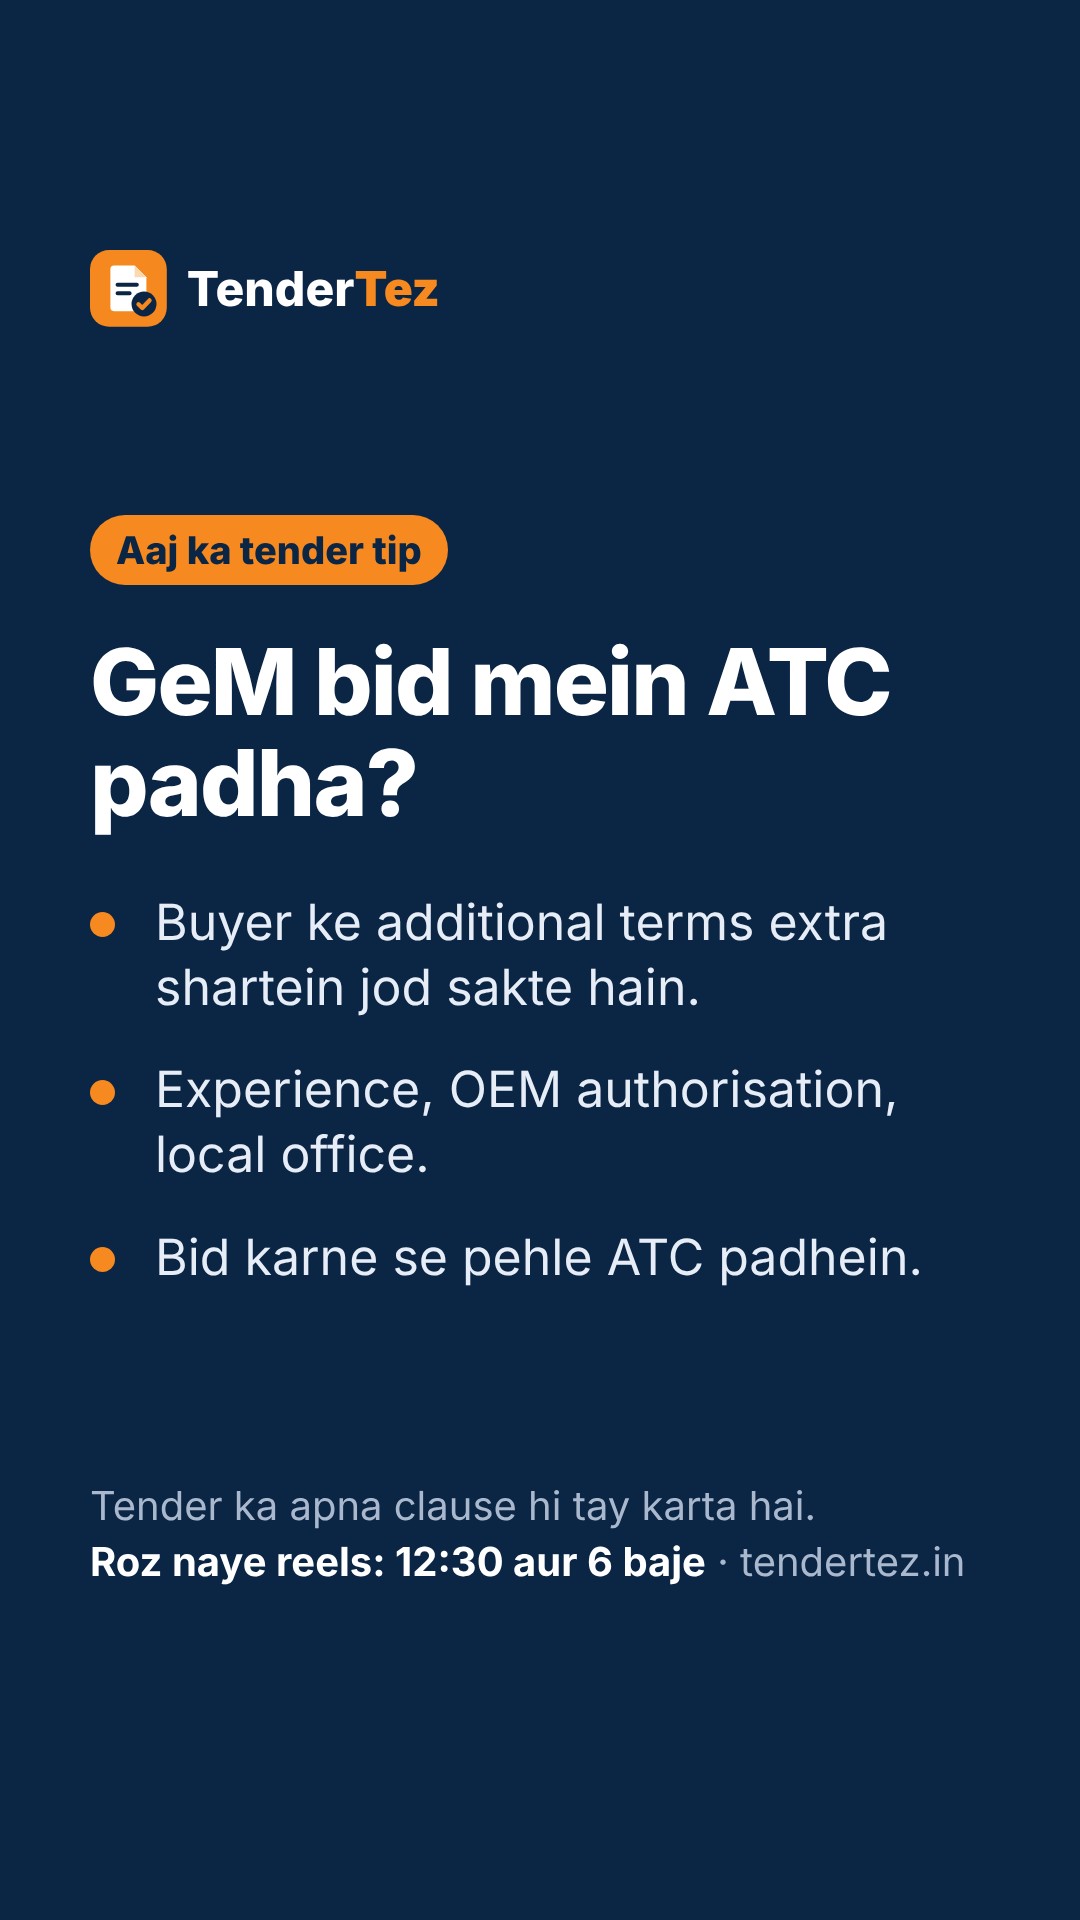 TenderTez
Aaj ka tender tip
GeM bid mein ATC
padha?
Buyer ke additional terms extra
shartein jod sakte hain.
Experience, OEM authorisation,
local office.
Bid karne se pehle ATC padhein.
Tender ka apna clause hi tay karta hai.
Roz naye reels: 12:30 aur 6 baje · tendertez.in